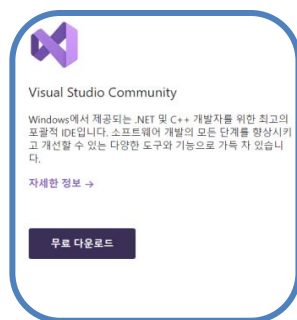 Visual Studio Community
Windows에서 제공되는 .NET 및 C++ 개발자를 위한 최고의
포괄적 IDE입니다. 소프트웨어 개발의 모든 단계를 향상시키
고 개선할 수 있는 다양한 도구와 기능으로 가득 차 있습니
다.
자세한 정보 →
무료 다운로드